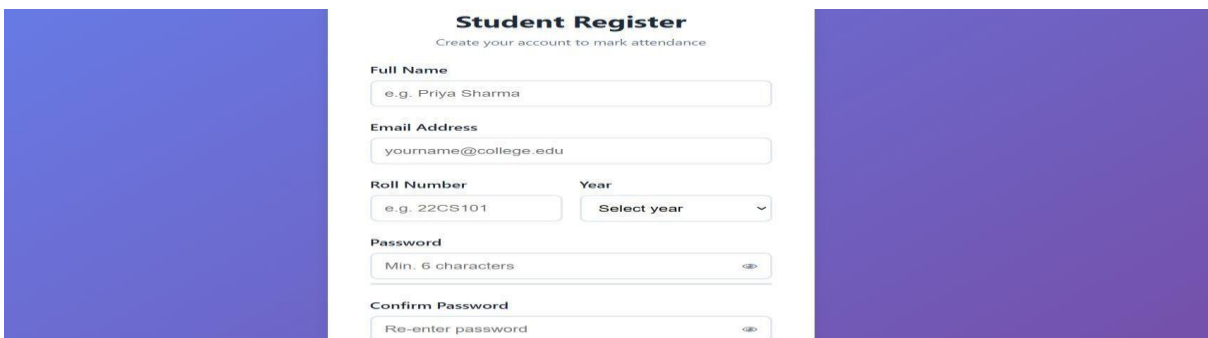 Student Register
Create your account to mark attendance
Full Name
e.g. Priya Sharma
Email Address
yourname@college.edu
Roll Number Year
e.g. 22CS101 Select year
Password
Min. 6 characters
Confirm Password
Re-enter password